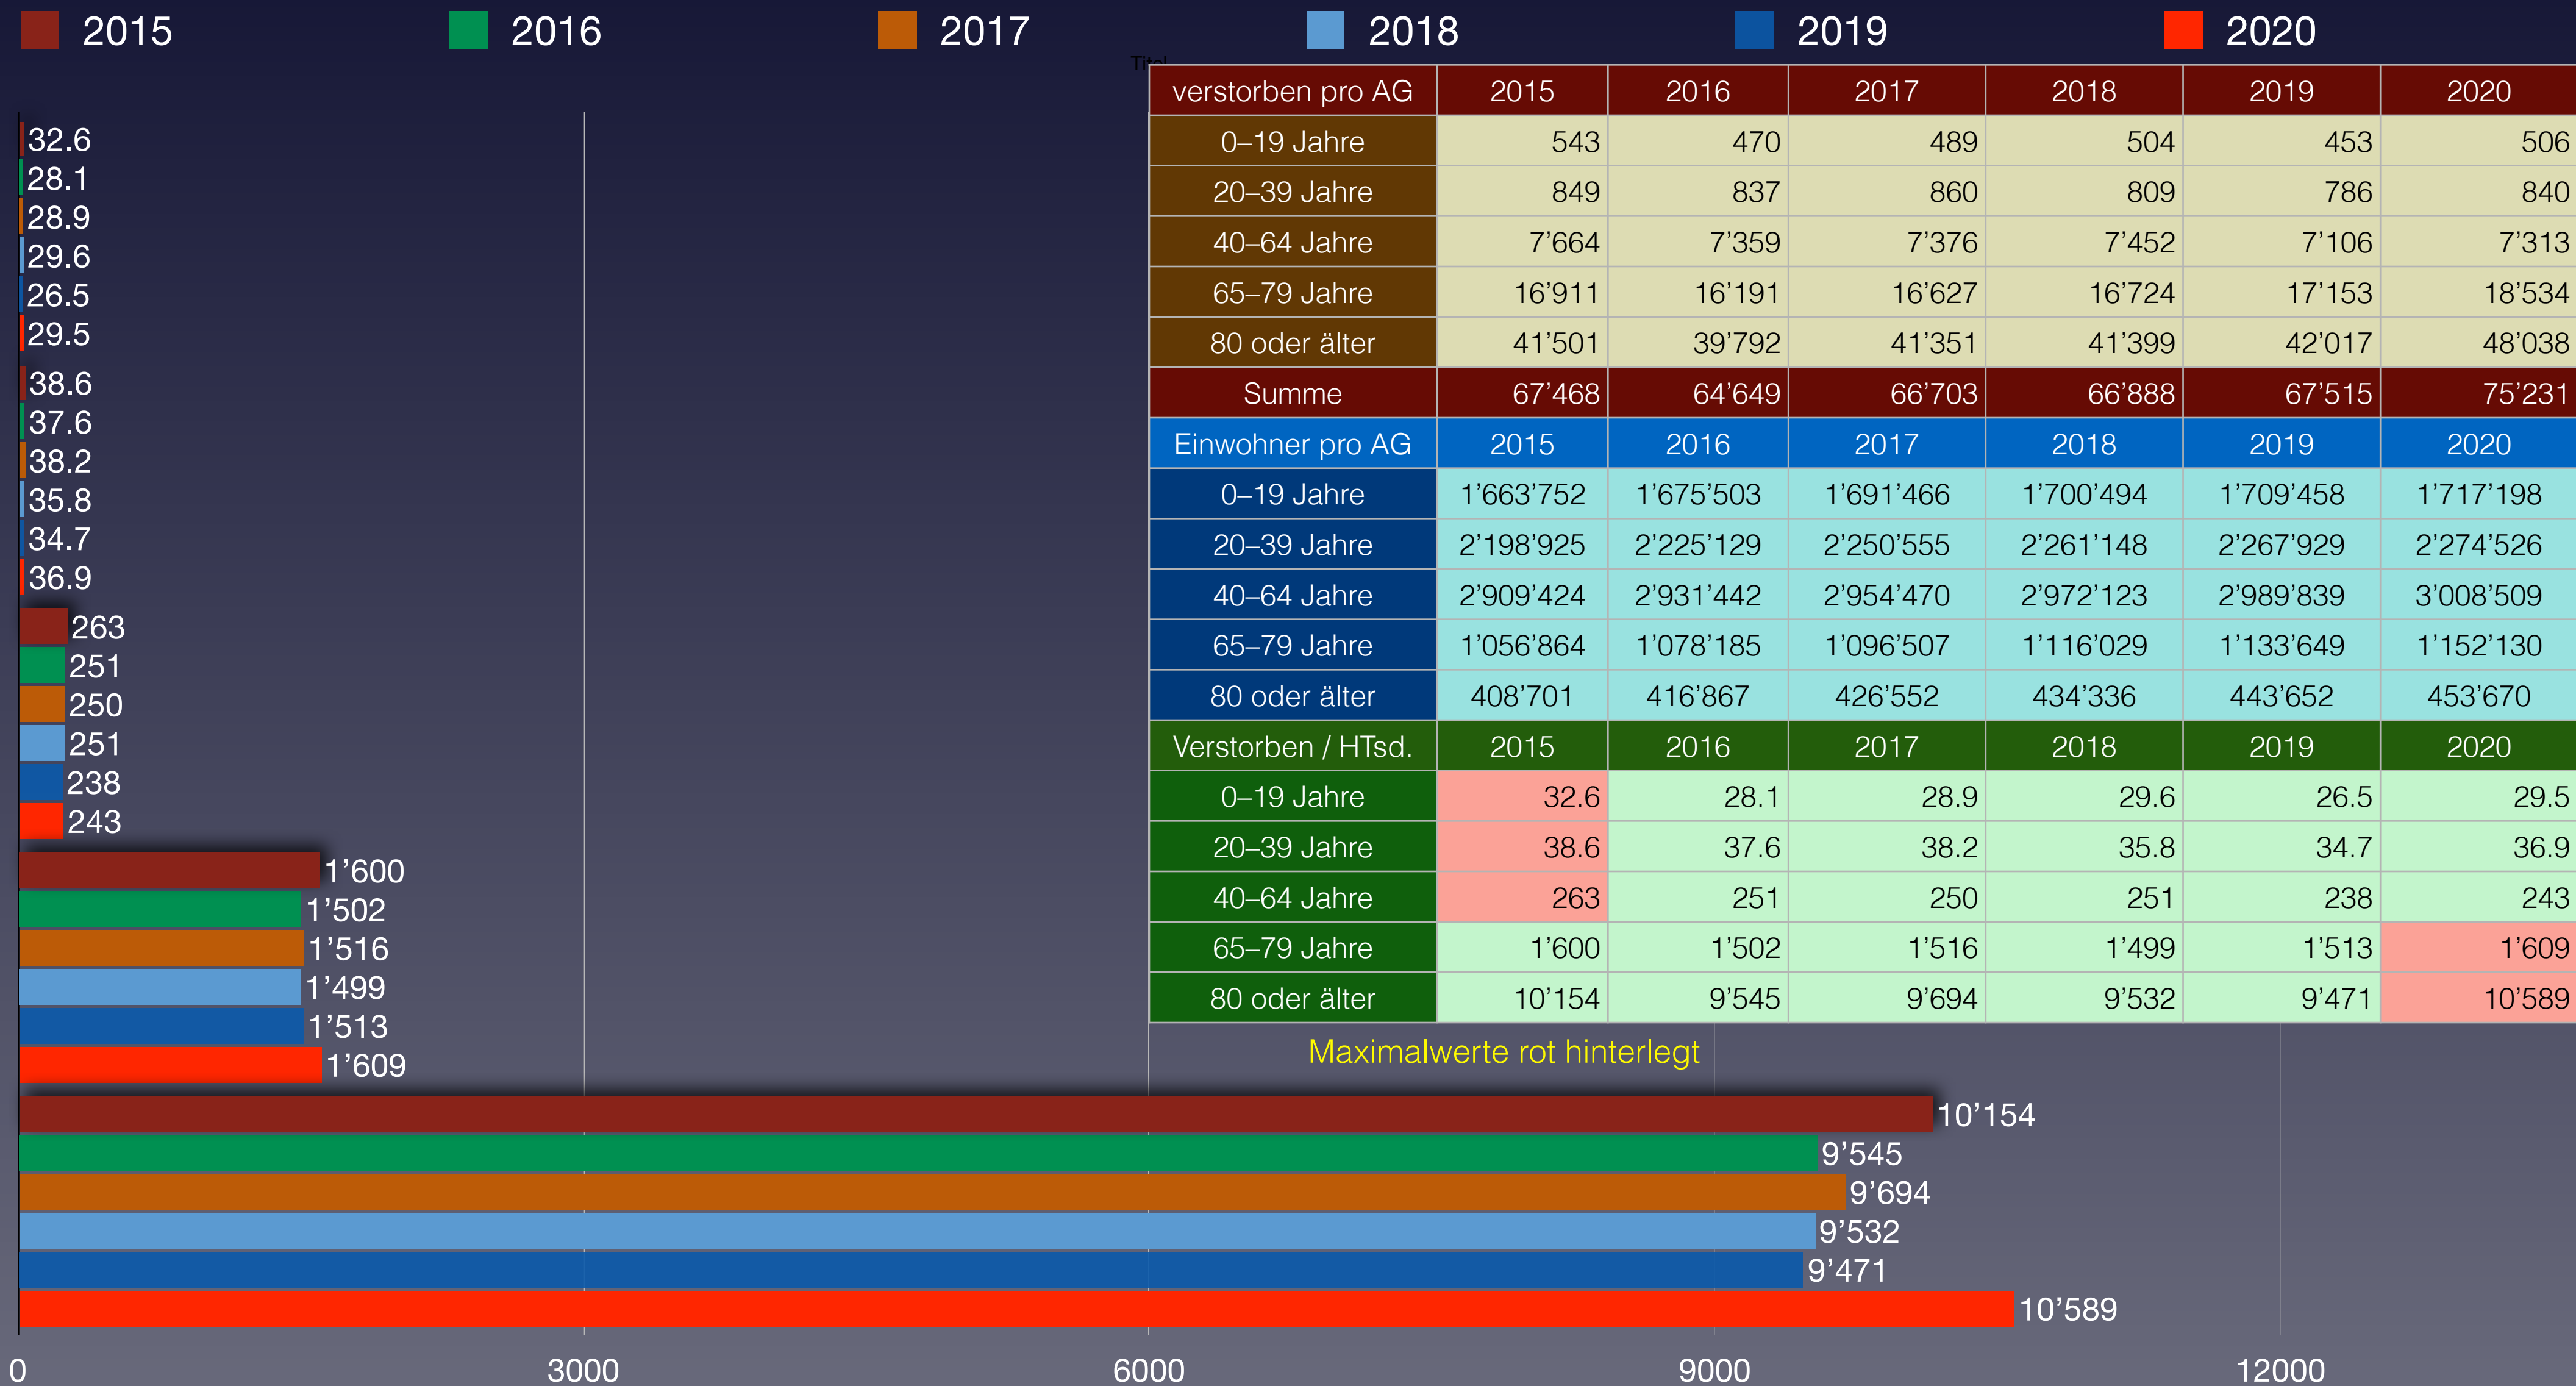 2015 2016 2017 2018 2019 2020
Titel
verstorben pro AG 2015 2016 2017 2018 2019 2020
0–19 Jahre 543 470 489 504 453 506
20–39 Jahre 849 837 860 809 786 840
40–64 Jahre 7’664 7’359 7’376 7’452 7’106 7’313
65–79 Jahre 16’911 16’191 16’627 16’724 17’153 18’534
80 oder älter 41’501 39’792 41’351 41’399 42’017 48’038
Summe 67’468 64’649 66’703 66’888 67’515 75’231
Einwohner pro AG 2015 2016 2017 2018 2019 2020
0–19 Jahre 1’663’752 1’675’503 1’691’466 1’700’494 1’709’458 1’717’198
20–39 Jahre 2’198’925 2’225’129 2’250’555 2’261’148 2’267’929 2’274’526
40–64 Jahre 2’909’424 2’931’442 2’954’470 2’972’123 2’989’839 3’008’509
65–79 Jahre 1’056’864 1’078’185 1’096’507 1’116’029 1’133’649 1’152’130
80 oder älter 408’701 416’867 426’552 434’336 443’652 453’670
Verstorben / HTsd. 2015 2016 2017 2018 2019 2020
0–19 Jahre 32.6 28.1 28.9 29.6 26.5 29.5
20–39 Jahre 38.6 37.6 38.2 35.8 34.7 36.9
40–64 Jahre 263 251 250 251 238 243
65–79 Jahre 1’600 1’502 1’516 1’499 1’513 1’609
80 oder älter 10’154 9’545 9’694 9’532 9’471 10’589
Maximalwerte rot hinterlegt
32.6
28.1
28.9
29.6
26.5
29.5
38.6
37.6
38.2
35.8
34.7
36.9
263
251
250
251
238
243
1’600
1’502
1’516
1’499
1’513
1’609
10’154
9’545
9’694
9’532
9’471
10’589
0 3000 6000 9000 12000